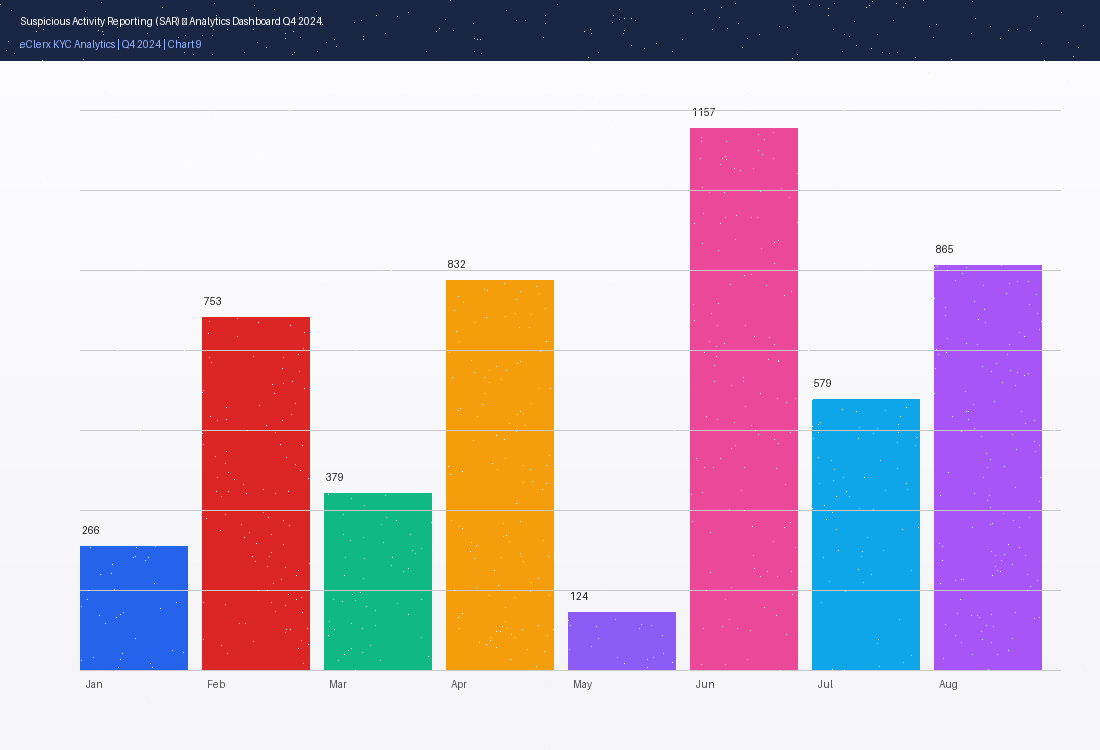 Suspicious Activity Reporting (SAR) Analytics Dashboard Q4 2024.
eClerx KYC Analytics | Q4 2024 | Chart 9
1157
865
832
753
579
379
266
124
Jan Feb Mar Apr May Jun Jul Aug